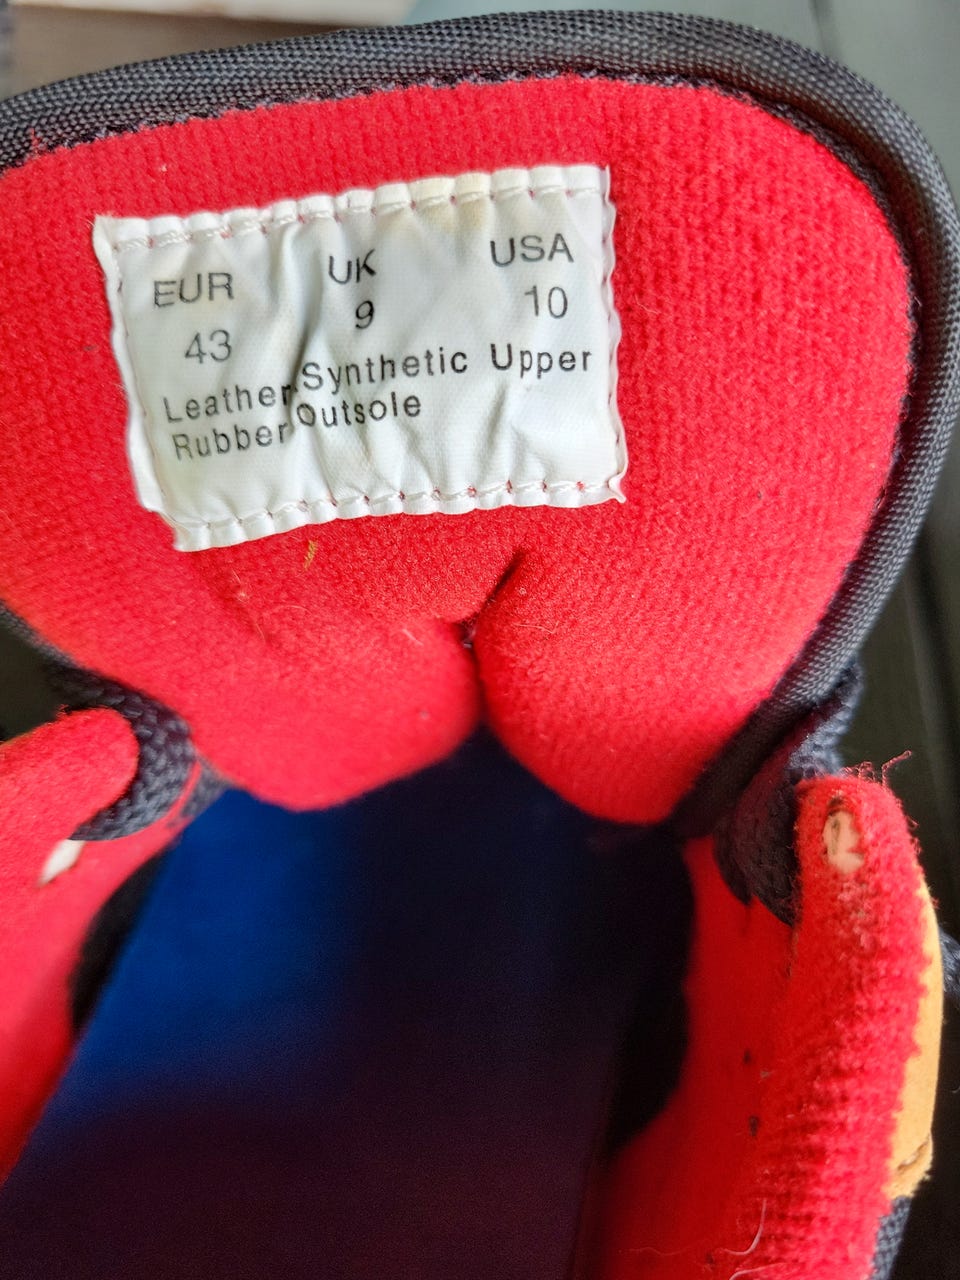 EUR UK USA
43 9 10
Leather,Synthetic Upper
Rubber Outsole